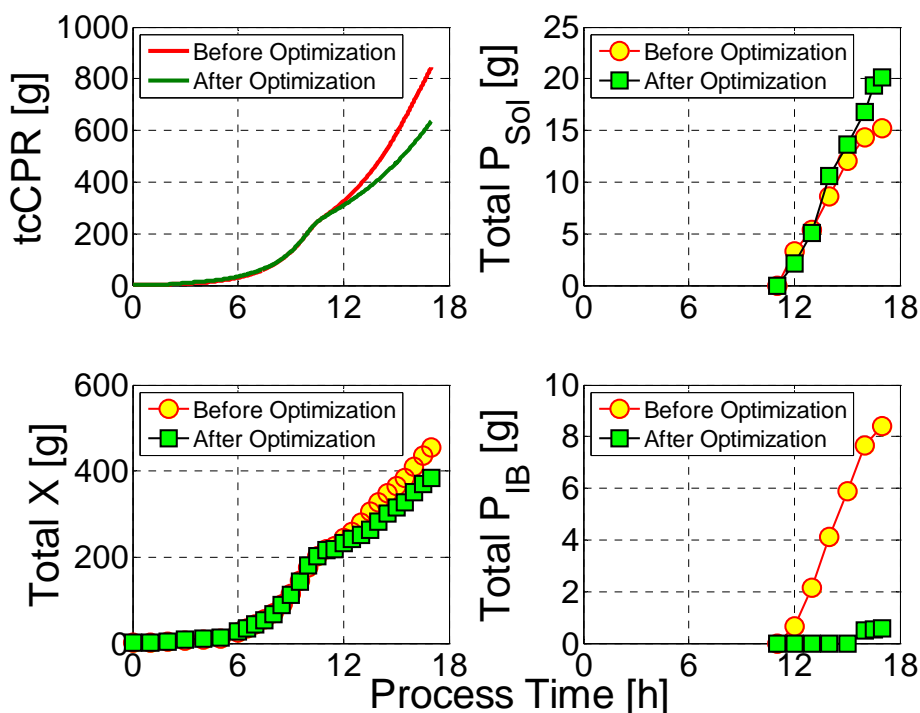 tcCPR [g]
1000
800
600
400
200
0
Before Optimization
After Optimization
0 6 12 18
Total P_Sol [g]
25
20
15
10
5
0
Before Optimization
After Optimization
0 6 12 18
Total X [g]
600
400
200
0
Before Optimization
After Optimization
0 6 12 18
Total P_IB [g]
10
8
6
4
2
0
Before Optimization
After Optimization
0 6 12 18
Process Time [h]